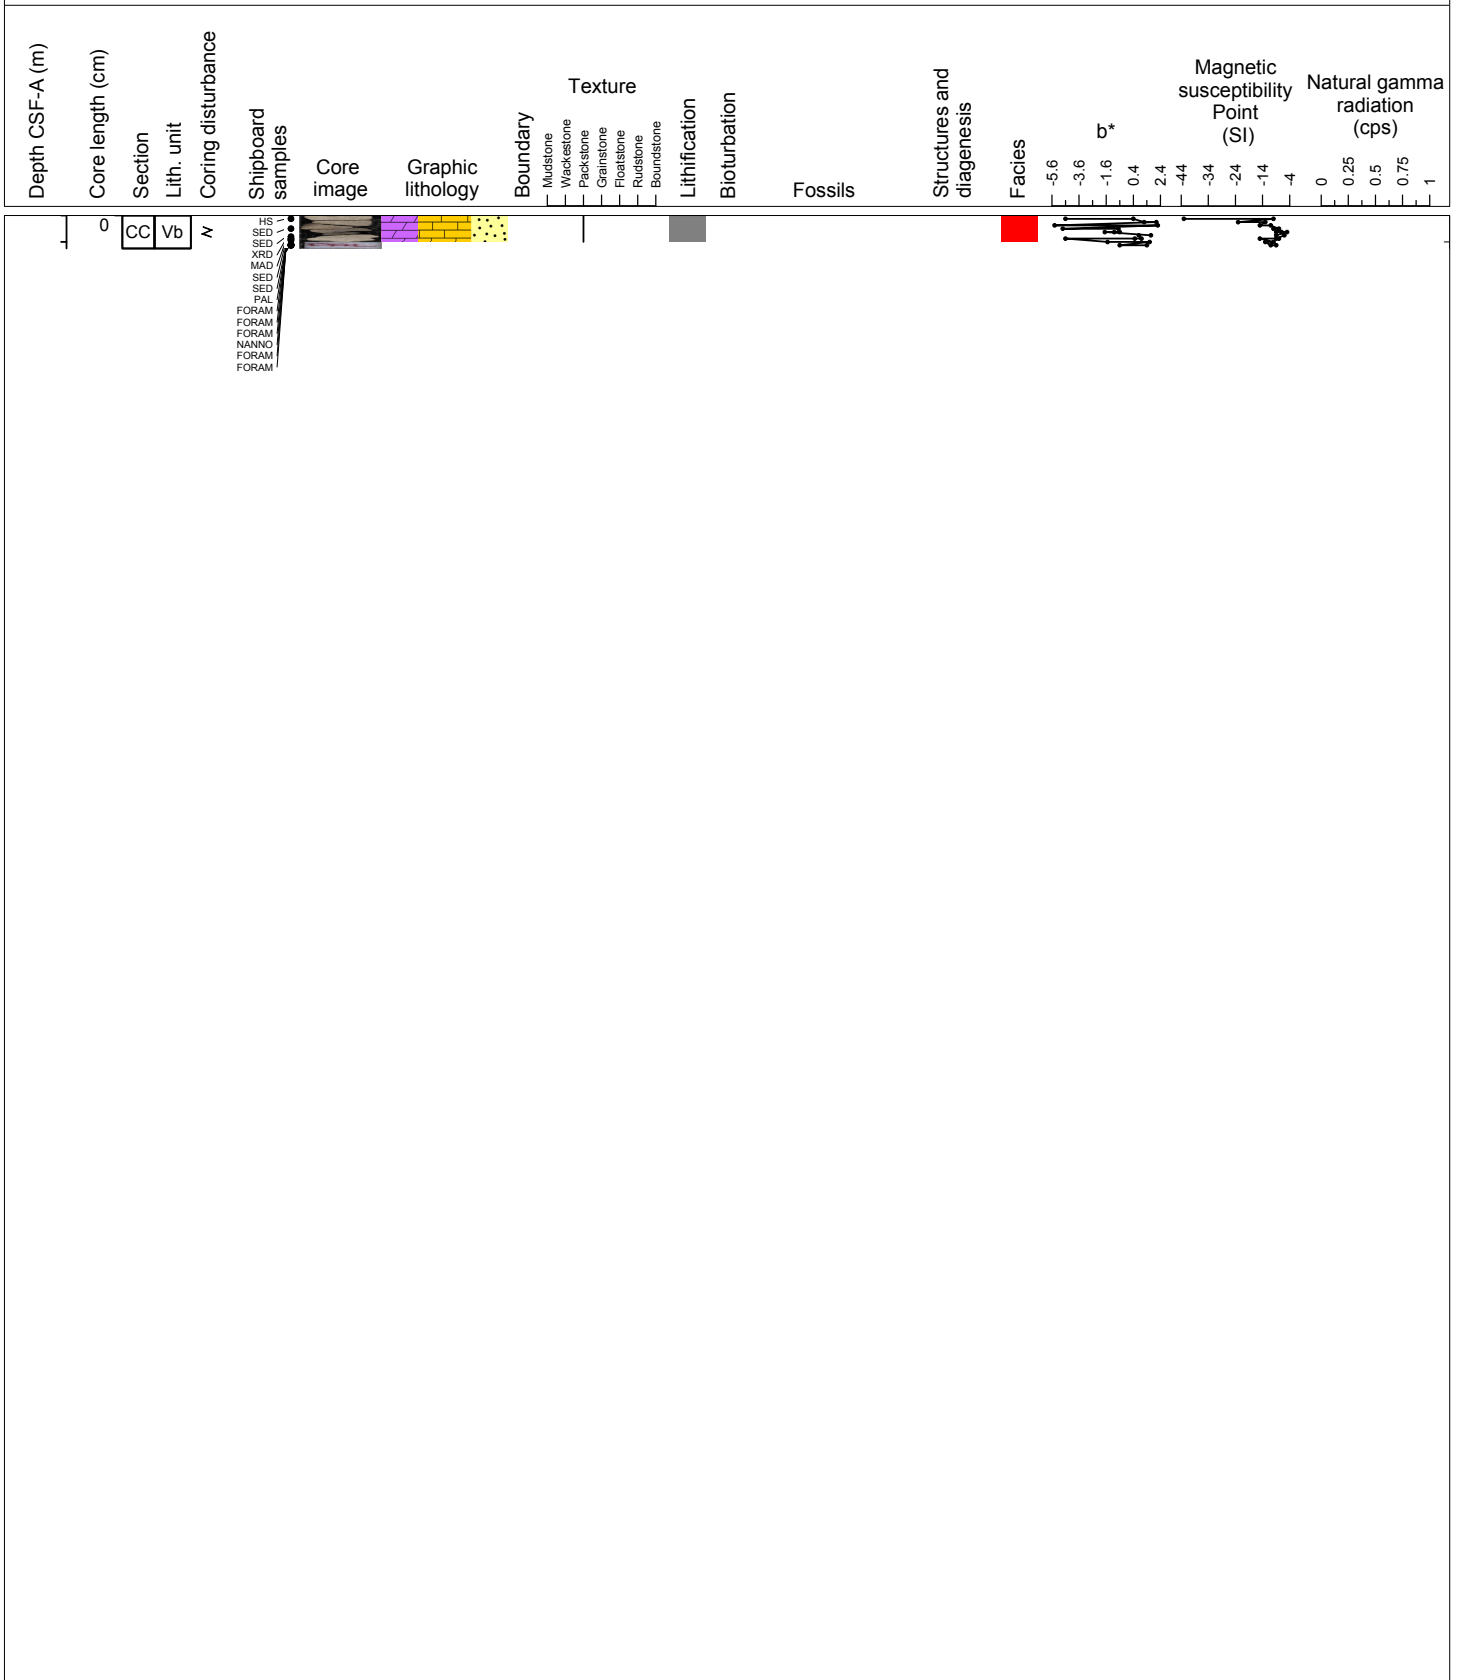 Depth CSF-A (m)
Core length (cm)
Section
Lith. unit
Coring disturbance
Shipboard
samples
Core
image
Graphic
lithology
Boundary
Texture
Mudstone
Wackestone
Packstone
Grainstone
Floatstone
Rudstone
Boundstone
Lithification
Bioturbation
Fossils
Structures and
diagenesis
Facies
b*
-5.6
-3.6
-1.6
0.4
2.4
Magnetic
susceptibility
Point
(SI)
-44
-34
-24
-14
-4
Natural gamma
radiation
(cps)
0
0.25
0.5
0.75
1
0
CC
Vb
HS
SED
SED
XRD
MAD
SED
SED
PAL
FORAM
FORAM
FORAM
NANNO
FORAM
FORAM